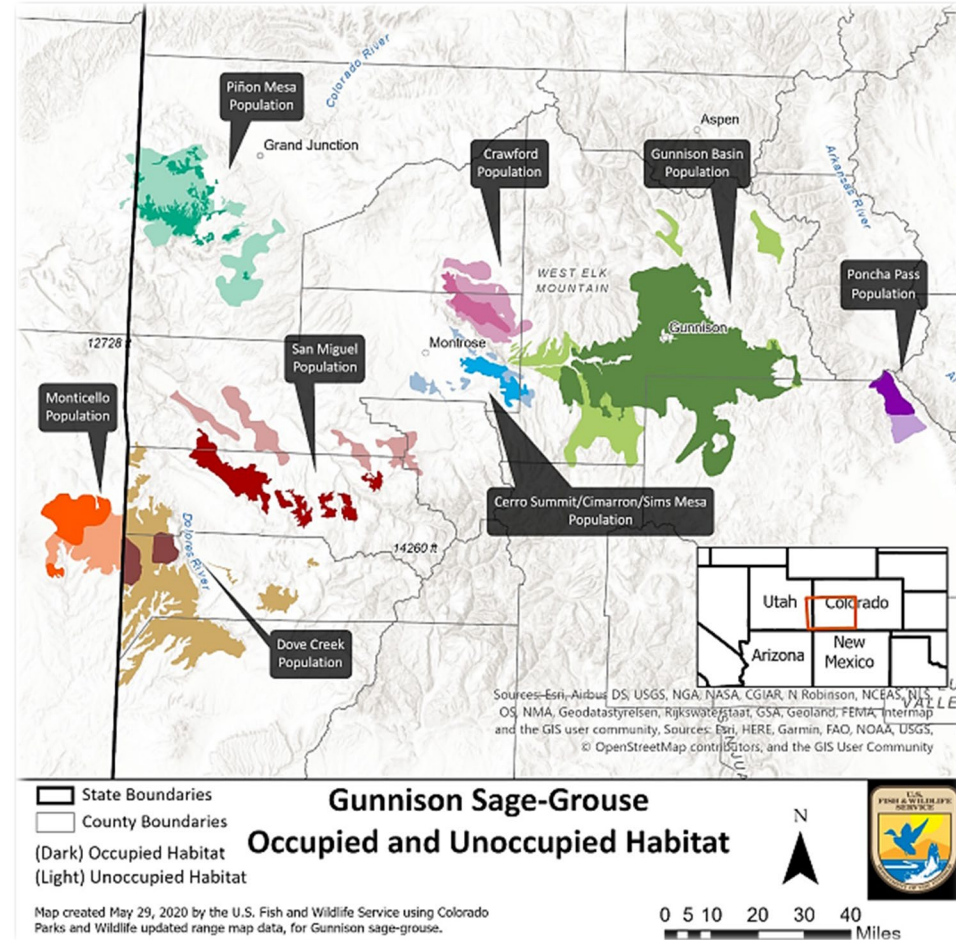 Piñon Mesa
Population
Colorado River
Grand Junction
Crawford
Population
Aspen
Gunnison Basin
Population
Arkansas River
WEST ELK
MOUNTAIN
Poncha Pass
Population
Gunnison
12728 ft
Montrose
San Miguel
Population
Monticello
Population
Cerro Summit/Cimarron/Sims Mesa
Population
Dolores River
14260 ft
Dove Creek
Population
Utah
Colorado
Arizona
New
Mexico
VALLE
Sources: Esri, Airbus DS, USGS, NGA, NASA, CGIAR, N Robinson, NCEAS, NLS,
OS, NMA, Geodatastyrelsen, Rijkswaterstaat, GSA, Geoland, FEMA, Intermap
and the GIS user community, Sources: Esri, HERE, Garmin, FAO, NOAA, USGS,
© OpenStreetMap contributors, and the GIS User Community
State Boundaries
County Boundaries
(Dark) Occupied Habitat
(Light) Unoccupied Habitat
Gunnison Sage-Grouse
Occupied and Unoccupied Habitat
N
U.S.
FISH & WILDLIFE
SERVICE
Map created May 29, 2020 by the U.S. Fish and Wildlife Service using Colorado
Parks and Wildlife updated range map data, for Gunnison sage-grouse.
0 5 10 20 30 40
Miles